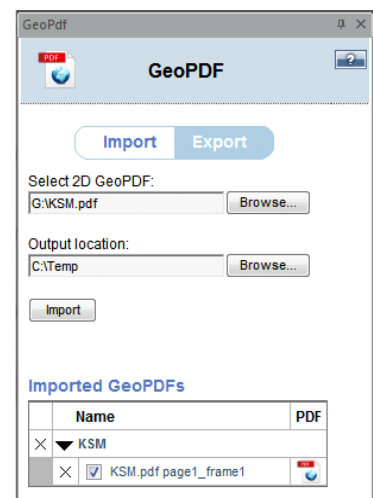 GeoPdf
PDF
GeoPDF
?
Import Export
Select 2D GeoPDF:
G:\KSM.pdf Browse...
Output location:
C:\Temp Browse...
Import
Imported GeoPDFs
Name PDF
KSM
KSM.pdf page1_frame1